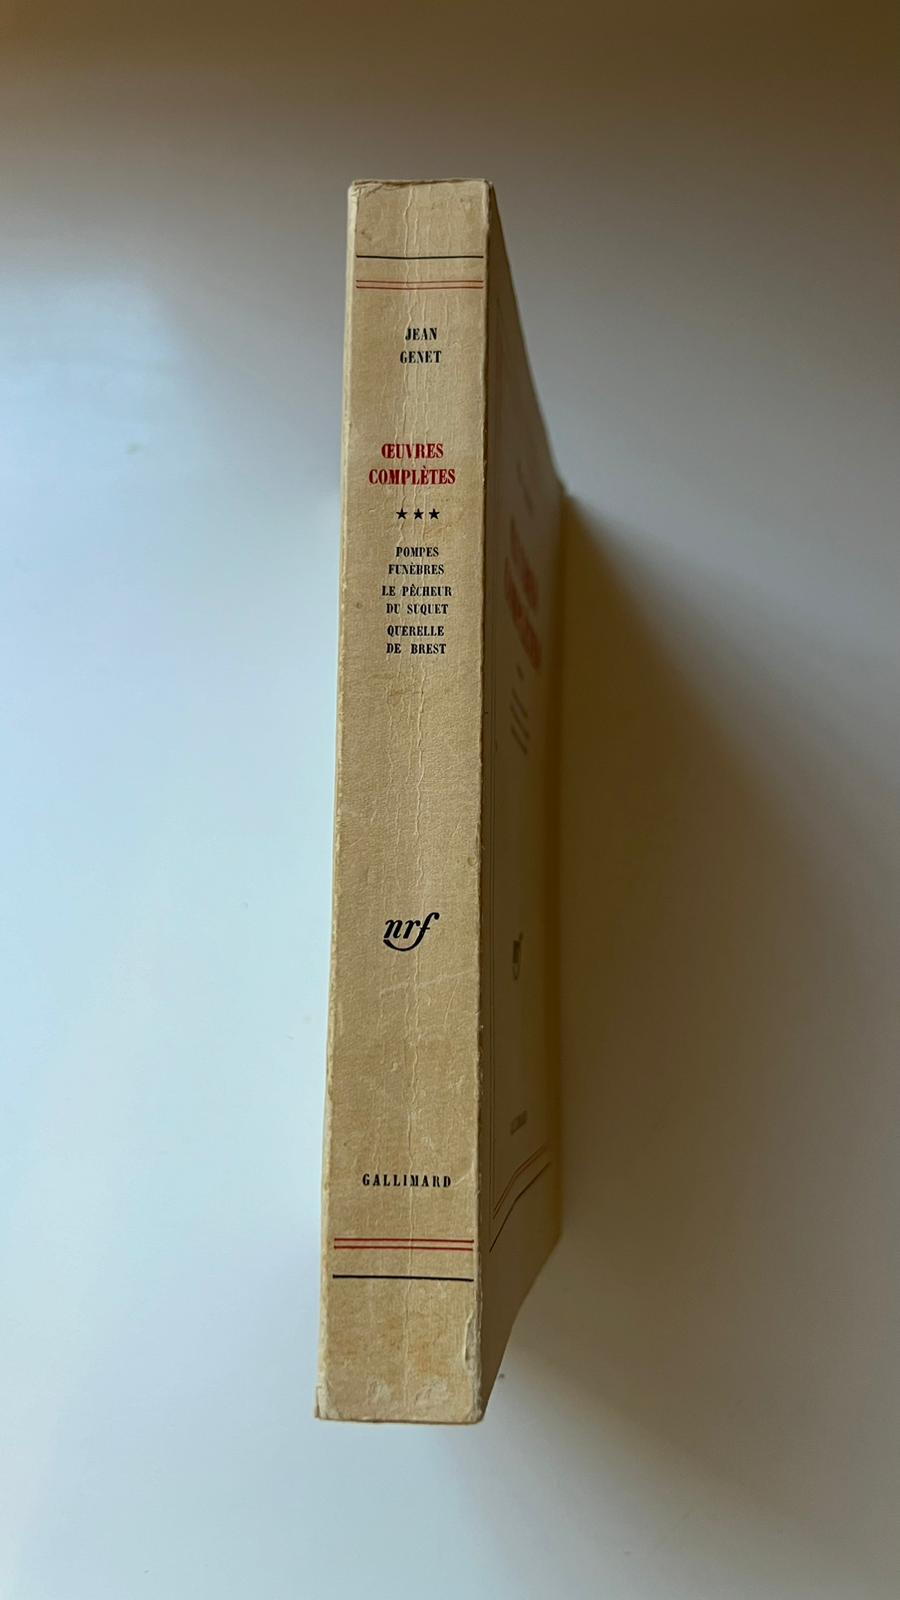 JEAN
GENET
ŒUVRES
COMPLÈTES
★★★
POMPES
FUNÈBRES
LE PÊCHEUR
DU SUQUET
QUERELLE
DE BREST
nrf
GALLIMARD